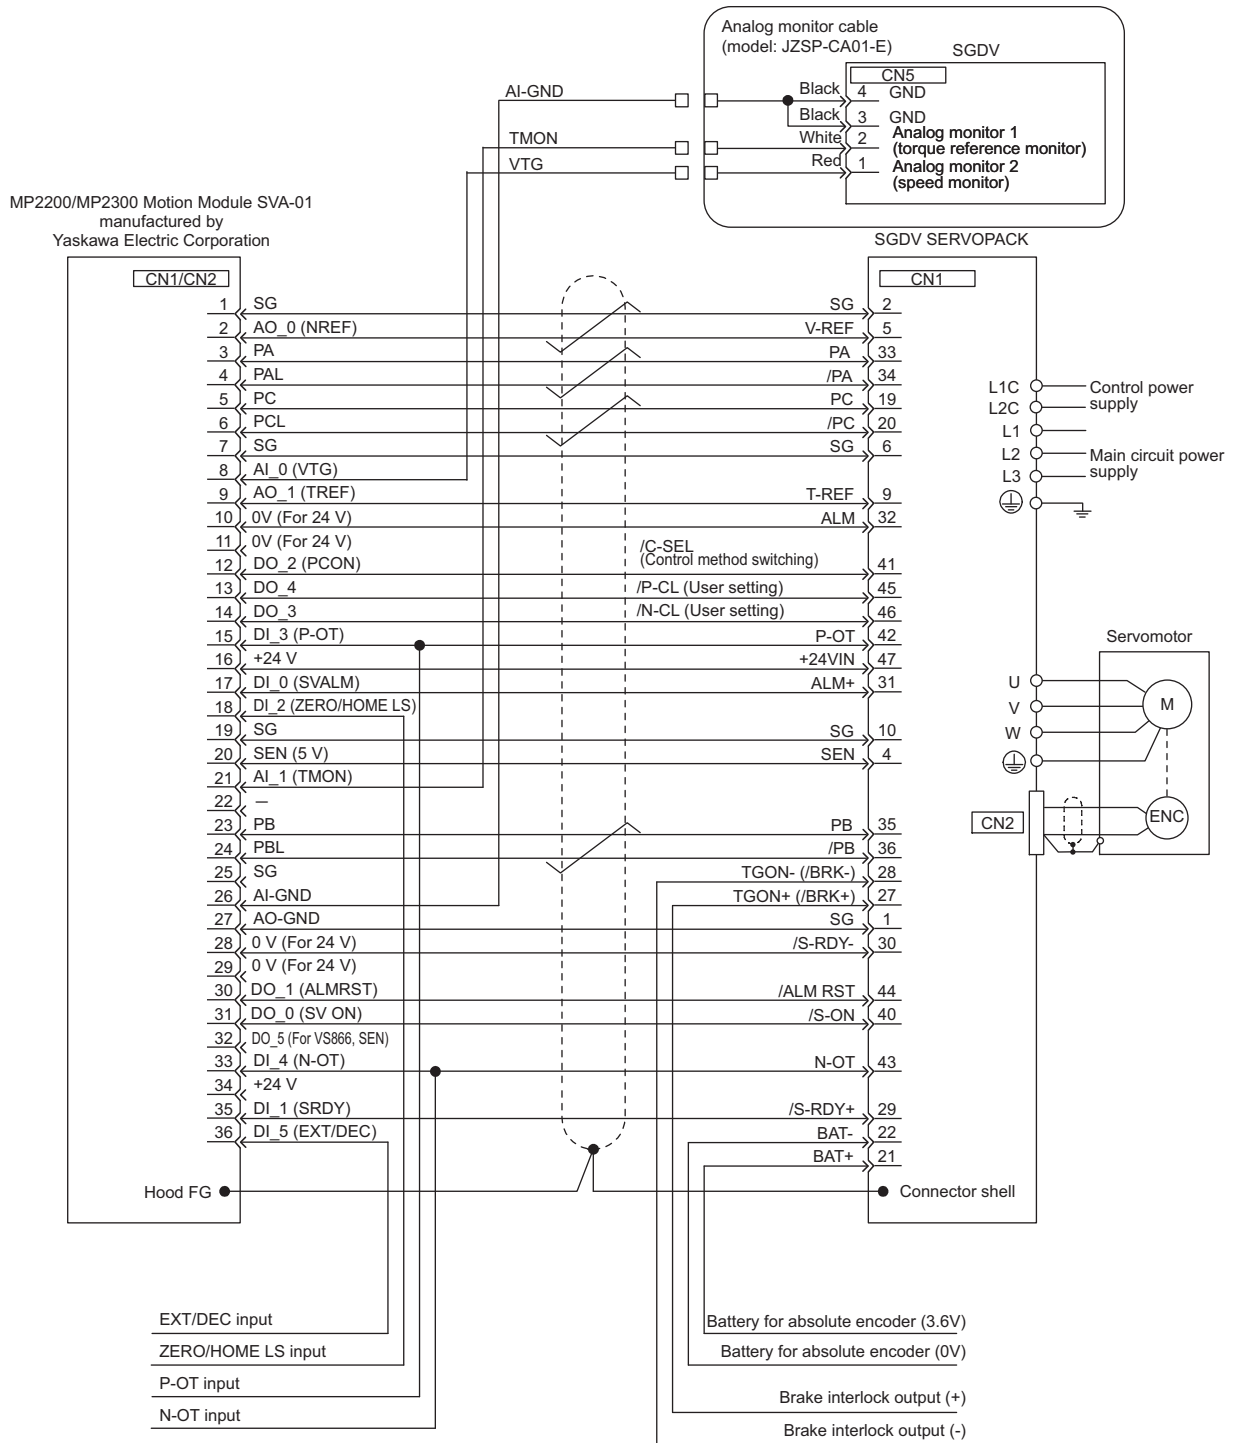 Analog monitor cable
(model: JZSP-CA01-E)
SGDV
CN5
AI-GND
Black 4 GND
Black 3 GND
TMON
White 2 Analog monitor 1
(torque reference monitor)
VTG
Red 1 Analog monitor 2
(speed monitor)
MP2200/MP2300 Motion Module SVA-01
manufactured by
Yaskawa Electric Corporation
SGDV SERVOPACK
CN1/CN2
CN1
1 SG SG 2
2 AO_0 (NREF) V-REF 5
3 PA PA 33
4 PAL /PA 34
5 PC PC 19
6 PCL /PC 20
7 SG SG 6
8 AI_0 (VTG)
9 AO_1 (TREF) T-REF 9
10 0V (For 24 V) ALM 32
11 0V (For 24 V)
/C-SEL
(Control method switching)
12 DO_2 (PCON) 41
13 DO_4 /P-CL (User setting) 45
14 DO_3 /N-CL (User setting) 46
15 DI_3 (P-OT) P-OT 42
16 +24 V +24VIN 47
17 DI_0 (SVALM) ALM+ 31
18 DI_2 (ZERO/HOME LS)
19 SG SG 10
20 SEN (5 V) SEN 4
21 AI_1 (TMON)
22 –
23 PB PB 35
24 PBL /PB 36
25 SG TGON- (/BRK-) 28
26 AI-GND TGON+ (/BRK+) 27
27 AO-GND SG 1
28 0 V (For 24 V) /S-RDY- 30
29 0 V (For 24 V)
30 DO_1 (ALMRST) /ALM RST 44
31 DO_0 (SV ON) /S-ON 40
32 DO_5 (For VS866, SEN)
33 DI_4 (N-OT) N-OT 43
34 +24 V
35 DI_1 (SRDY) /S-RDY+ 29
36 DI_5 (EXT/DEC) BAT- 22
BAT+ 21
Hood FG Connector shell
L1C Control power
L2C supply
L1
L2 Main circuit power
L3 supply
Servomotor
U
V M
W
CN2 ENC
EXT/DEC input
ZERO/HOME LS input
P-OT input
N-OT input
Battery for absolute encoder (3.6V)
Battery for absolute encoder (0V)
Brake interlock output (+)
Brake interlock output (-)